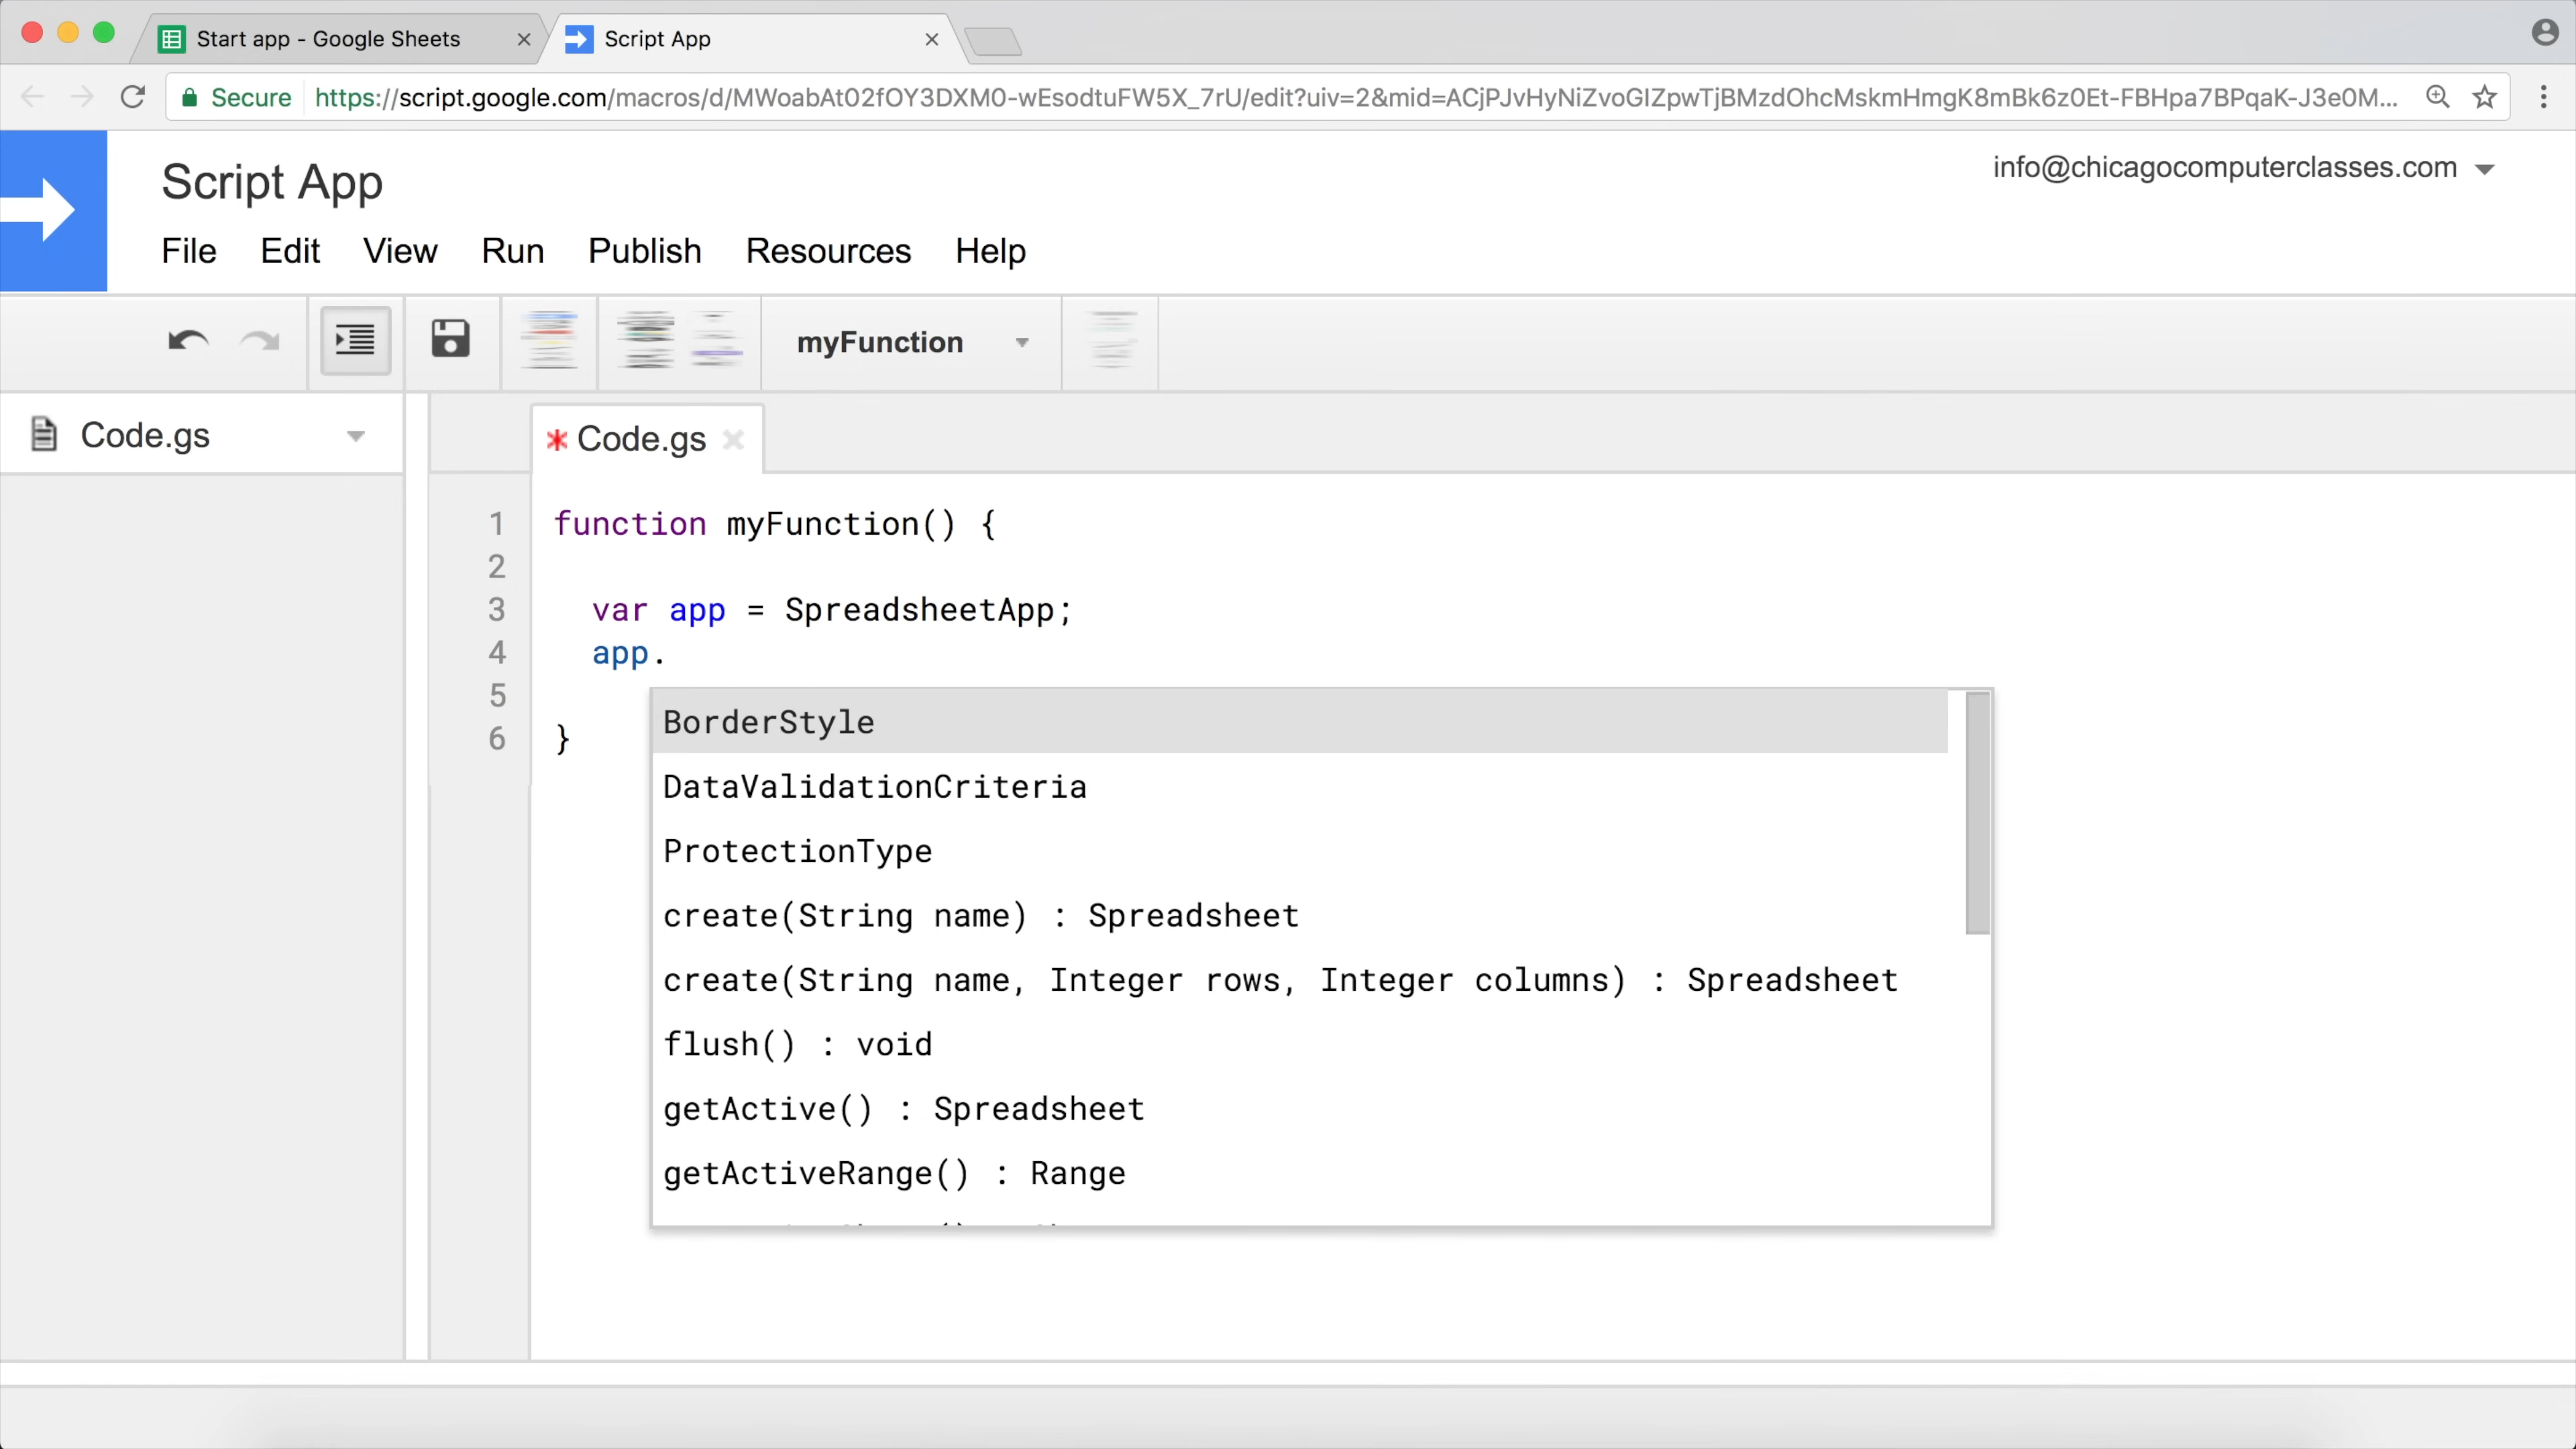 Start app - Google Sheets
Script App
Secure
https://script.google.com/macros/d/MWoabAt02fOY3DXM0-wEsodtuFW5X_7rU/edit?uiv=2&mid=ACjPJvHyNiZvoGIZpwTjBMzdOhcMskmHmgK8mBk6z0Et-FBHpa7BPqaK-J3e0M...
Script App
info@chicagocomputerclasses.com
File Edit View Run Publish Resources Help
myFunction
Code.gs
* Code.gs
1 function myFunction() {
2
3 var app = SpreadsheetApp;
4 app.
5
6 }
BorderStyle
DataValidationCriteria
ProtectionType
create(String name) : Spreadsheet
create(String name, Integer rows, Integer columns) : Spreadsheet
flush() : void
getActive() : Spreadsheet
getActiveRange() : Range